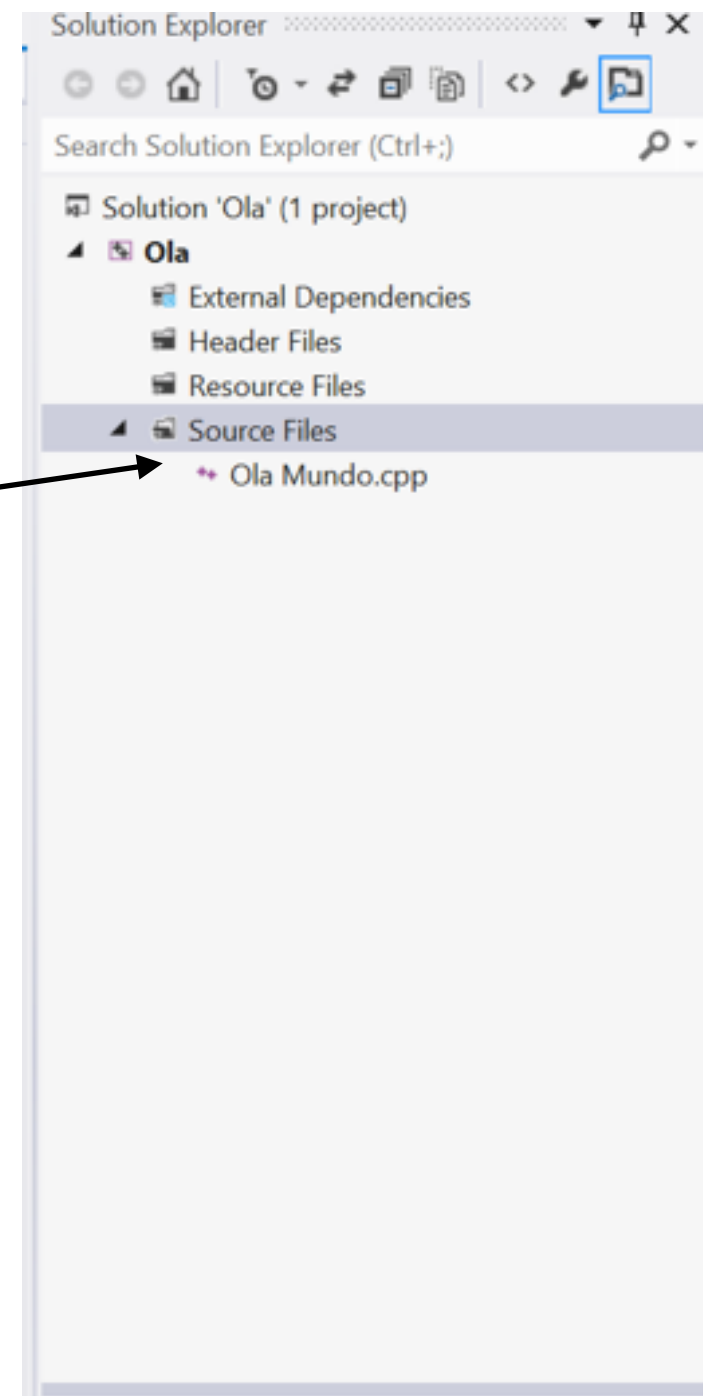 Solution Explorer
Search Solution Explorer (Ctrl+;)
Solution 'Ola' (1 project)
Ola
External Dependencies
Header Files
Resource Files
Source Files
Ola Mundo.cpp